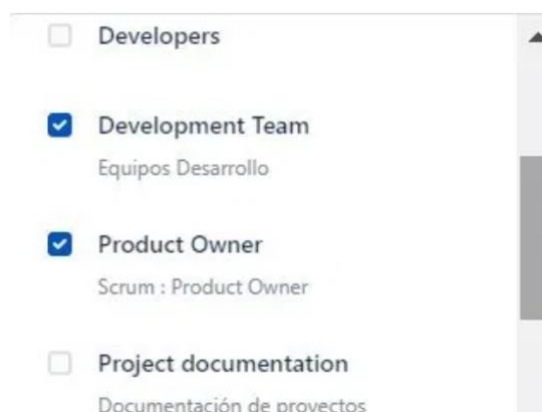 Developers
Development Team
Equipos Desarrollo
Product Owner
Scrum : Product Owner
Project documentation
Documentación de proyectos